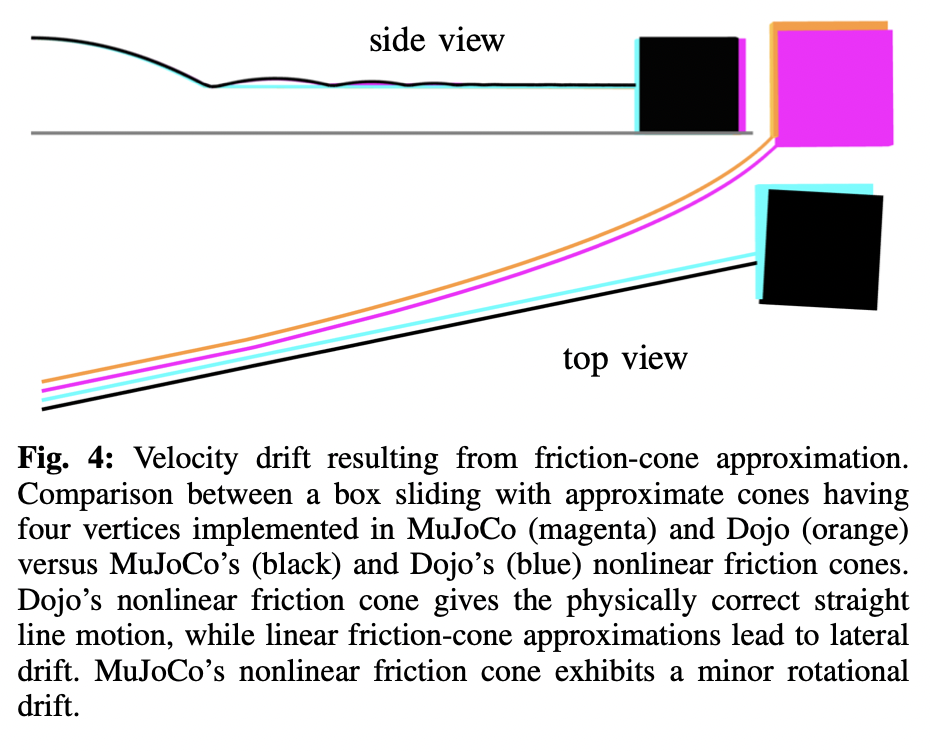 side view
top view
Fig. 4: Velocity drift resulting from friction-cone approximation.
Comparison between a box sliding with approximate cones having
four vertices implemented in MuJoCo (magenta) and Dojo (orange)
versus MuJoCo's (black) and Dojo's (blue) nonlinear friction cones.
Dojo's nonlinear friction cone gives the physically correct straight
line motion, while linear friction-cone approximations lead to lateral
drift. MuJoCo's nonlinear friction cone exhibits a minor rotational
drift.